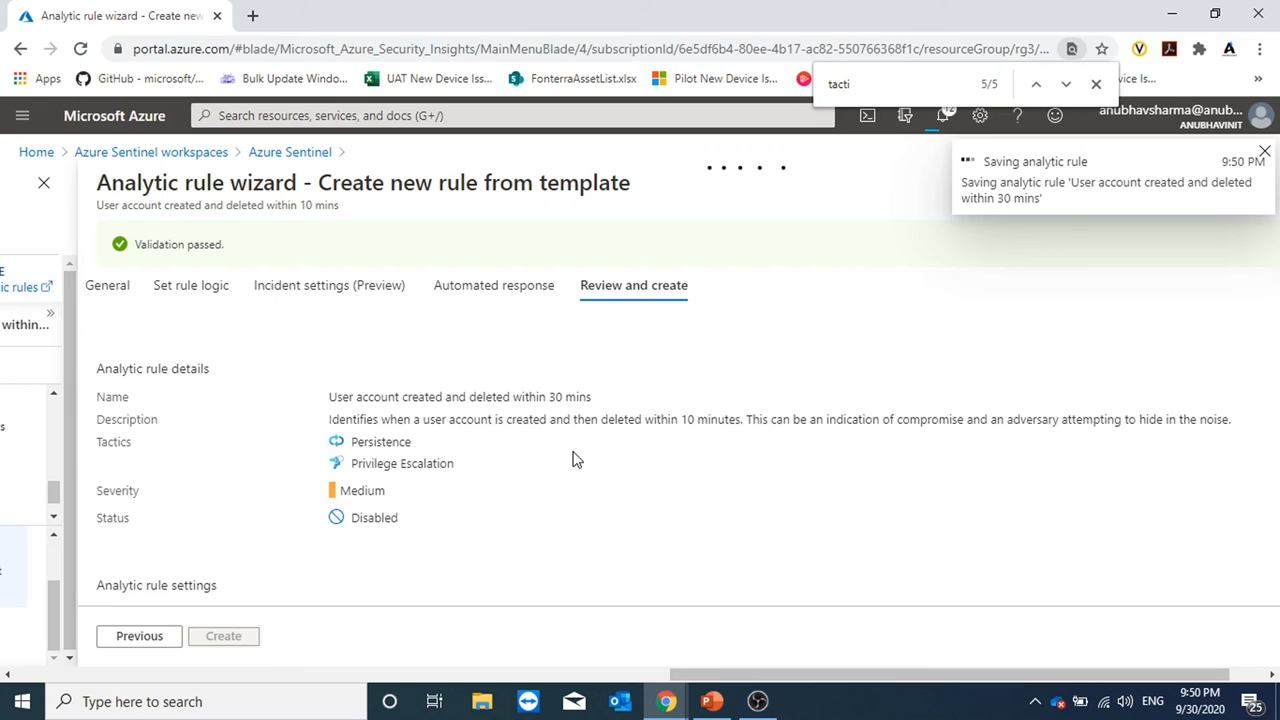 Analytic rule wizard - Create new
portal.azure.com/#blade/Microsoft_Azure_Security_Insights/MainMenuBlade/4/subscriptionId/6e5df6b4-80ee-4b17-ac82-550766368f1c/resourceGroup/rg3/...
Apps
GitHub - microsoft/...
Bulk Update Window...
UAT New Device Iss...
FonterraAssetList.xlsx
Pilot New Device Iss...
ce Iss...
»
tacti
5/5
Microsoft Azure
Search resources, services, and docs (G+/)
anubhavsharma@anub...
ANUBHAVINIT
Home > Azure Sentinel workspaces > Azure Sentinel >
Saving analytic rule
9:50 PM
Saving analytic rule 'User account created and deleted
within 30 mins'
Analytic rule wizard - Create new rule from template
User account created and deleted within 10 mins
Validation passed.
E
ic rules
within...
s
t
General
Set rule logic
Incident settings (Preview)
Automated response
Review and create
Analytic rule details
Name
User account created and deleted within 30 mins
Description
Identifies when a user account is created and then deleted within 10 minutes. This can be an indication of compromise and an adversary attempting to hide in the noise.
Tactics
Persistence
Privilege Escalation
Severity
Medium
Status
Disabled
Analytic rule settings
Previous
Create
Type here to search
ENG
9:50 PM
9/30/2020
25